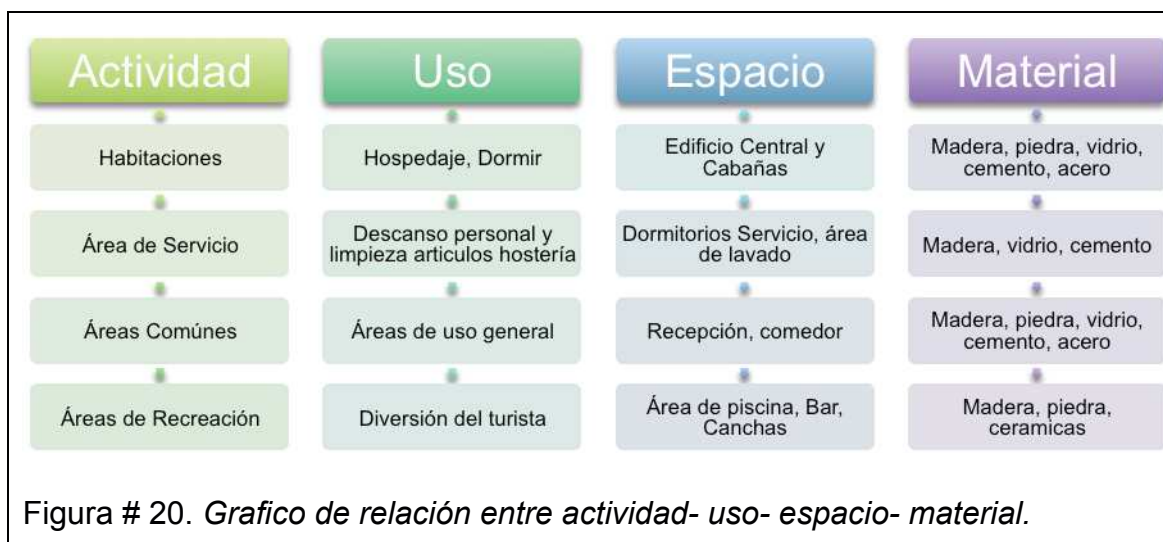 Actividad
Habitaciones
Área de Servicio
Áreas Comúnes
Áreas de Recreación
Uso
Hospedaje, Dormir
Descanso personal y
limpieza articulos hostería
Áreas de uso general
Diversión del turista
Espacio
Edificio Central y
Cabañas
Dormitorios Servicio, área
de lavado
Recepción, comedor
Área de piscina, Bar,
Canchas
Material
Madera, piedra, vidrio,
cemento, acero
Madera, vidrio, cemento
Madera, piedra, vidrio,
cemento, acero
Madera, piedra,
ceramicas
Figura # 20. Grafico de relación entre actividad- uso- espacio- material.